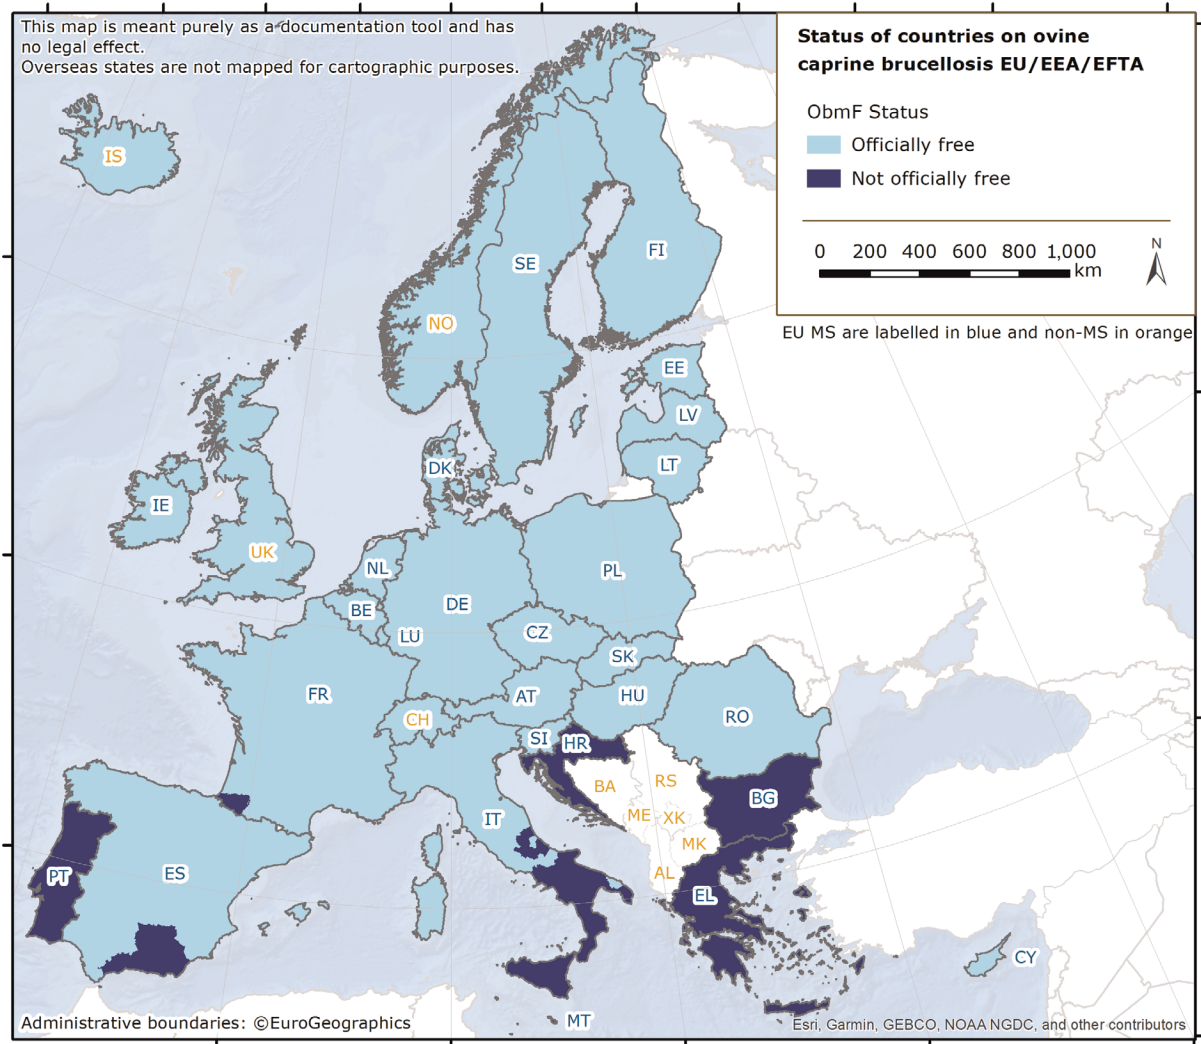 This map is meant purely as a documentation tool and has
no legal effect.
Overseas states are not mapped for cartographic purposes.
Status of countries on ovine
caprine brucellosis EU/EEA/EFTA
ObmF Status
Officially free
Not officially free
0 200 400 600 800 1,000
km
N
EU MS are labelled in blue and non-MS in orange
IS
FI
SE
NO
EE
LV
LT
DK
IE
UK
NL
PL
BE
DE
LU
CZ
SK
FR
AT
HU
CH
RO
SI
HR
BA
RS
BG
ME
XK
IT
MK
PT
ES
AL
EL
CY
MT
Administrative boundaries: ©EuroGeographics
Esri, Garmin, GEBCO, NOAA NGDC, and other contributors